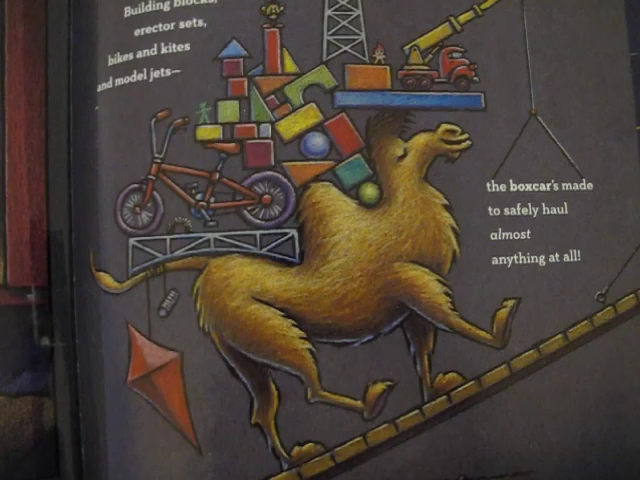 Building blocks,
erector sets,
bikes and kites
and model jets—
the boxcar's made
to safely haul
almost
anything at all!